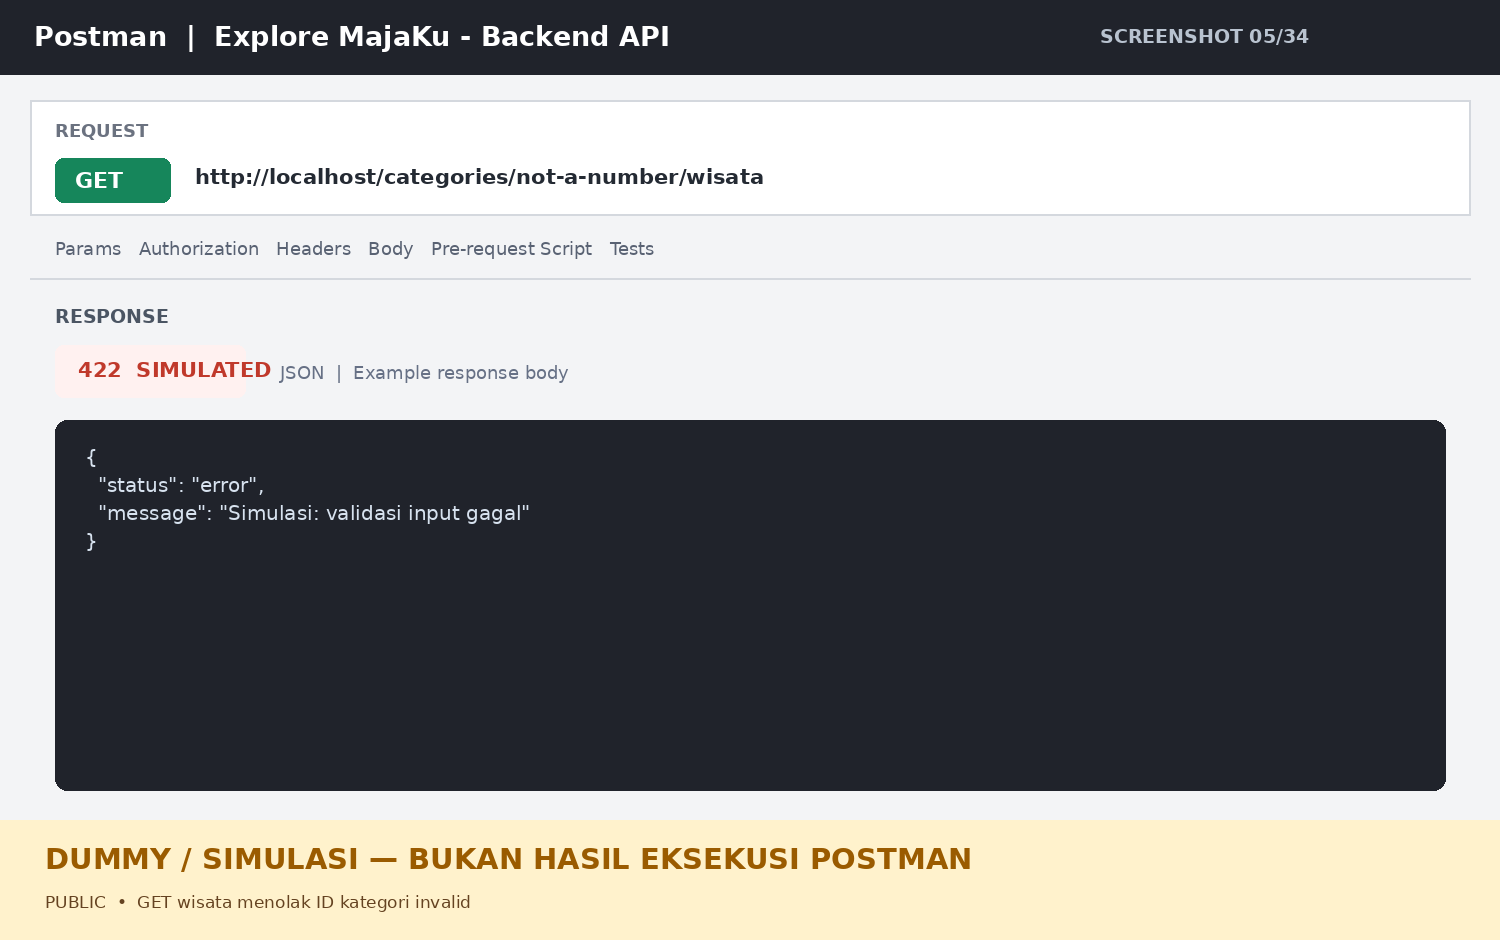 Postman | Explore MajaKu - Backend API
SCREENSHOT 05/34
REQUEST
GET http://localhost/categories/not-a-number/wisata
Params Authorization Headers Body Pre-request Script Tests
RESPONSE
422 SIMULATED JSON | Example response body
{
"status": "error",
"message": "Simulasi: validasi input gagal"
}
DUMMY / SIMULASI — BUKAN HASIL EKSEKUSI POSTMAN
PUBLIC • GET wisata menolak ID kategori invalid